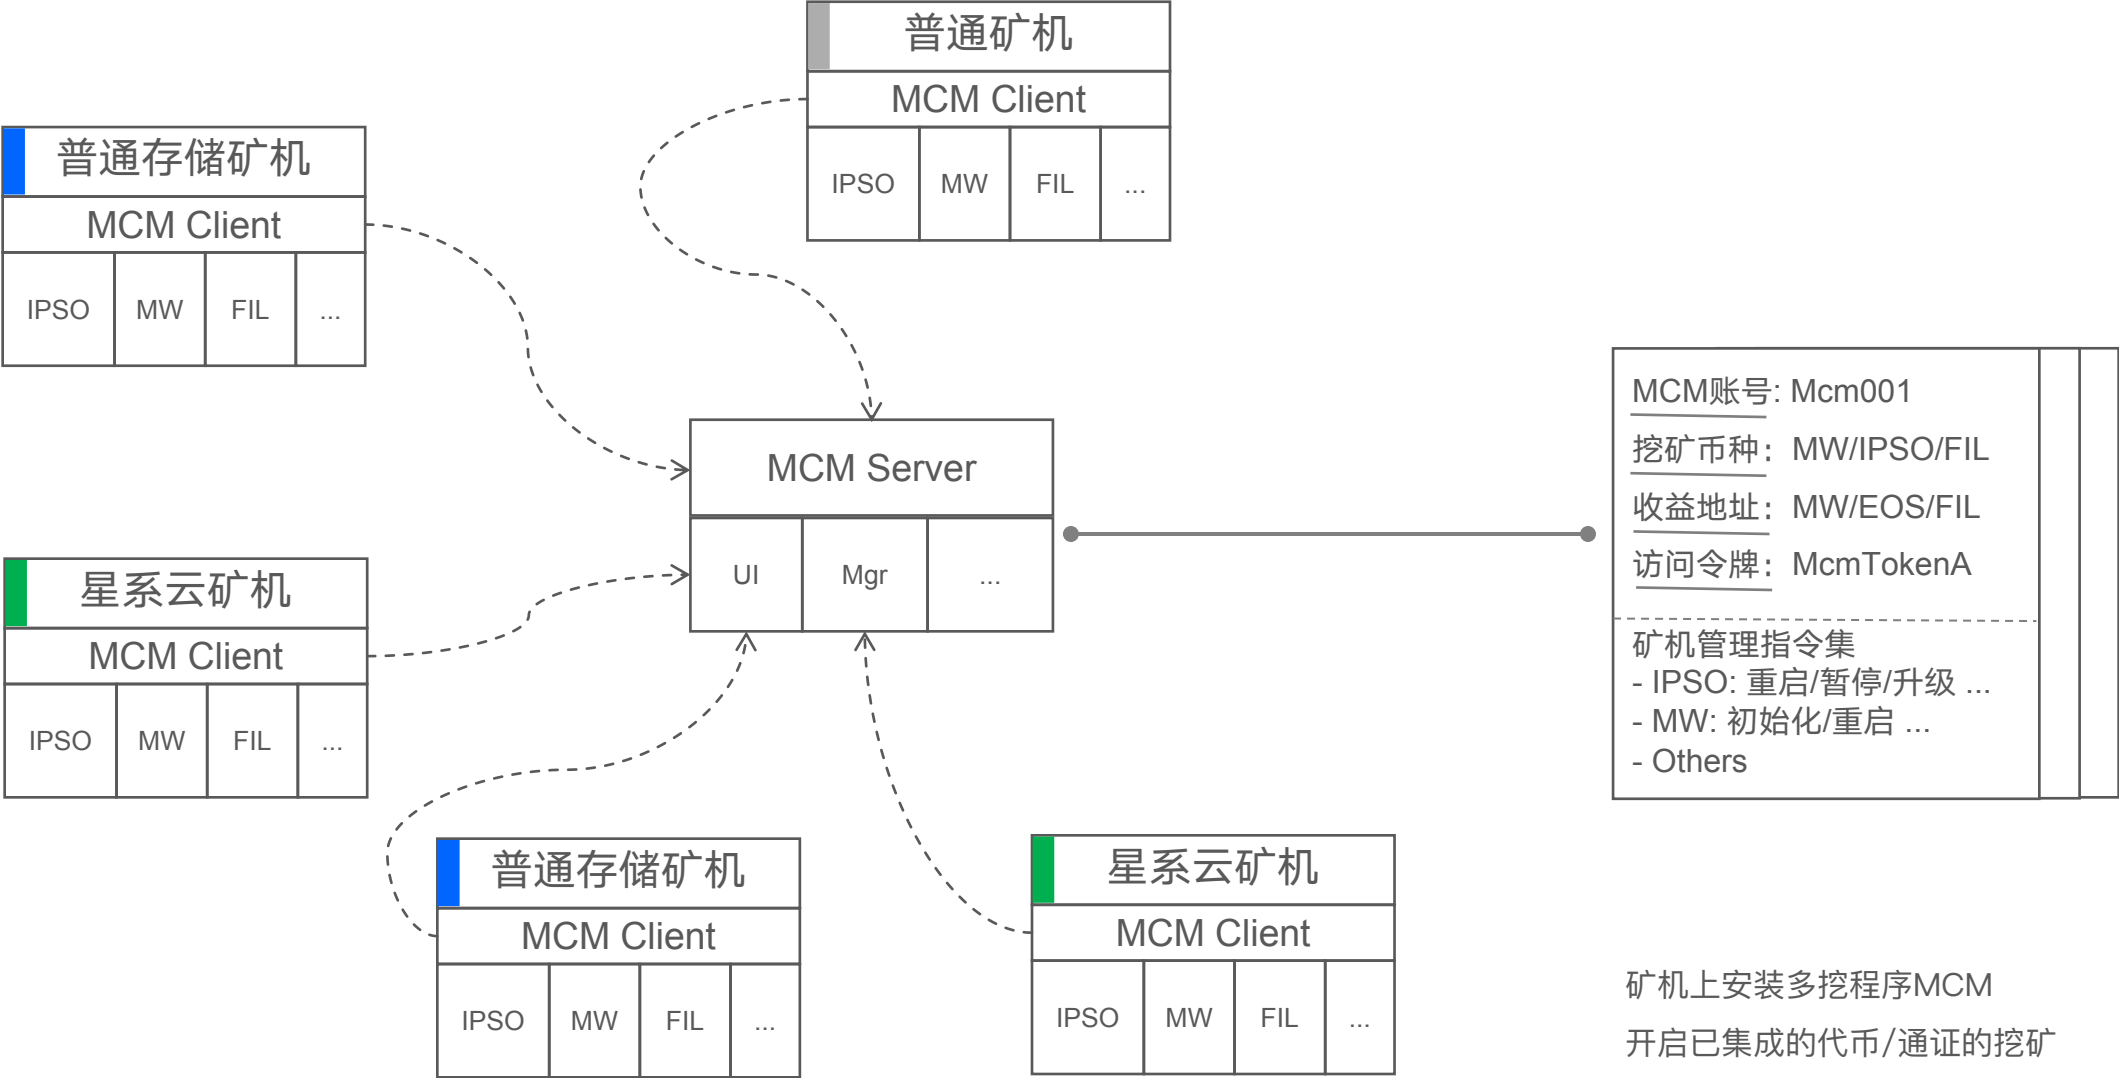 普通矿机
MCM Client
IPSO MW FIL ...
普通存储矿机
MCM Client
IPSO MW FIL ...
MCM Server
UI Mgr ...
星系云矿机
MCM Client
IPSO MW FIL ...
普通存储矿机
MCM Client
IPSO MW FIL ...
星系云矿机
MCM Client
IPSO MW FIL ...
MCM账号: Mcm001
挖矿币种：MW/IPSO/FIL
收益地址：MW/EOS/FIL
访问令牌：McmTokenA
矿机管理指令集
- IPSO: 重启/暂停/升级 ...
- MW: 初始化/重启 ...
- Others
矿机上安装多挖程序MCM
开启已集成的代币/通证的挖矿